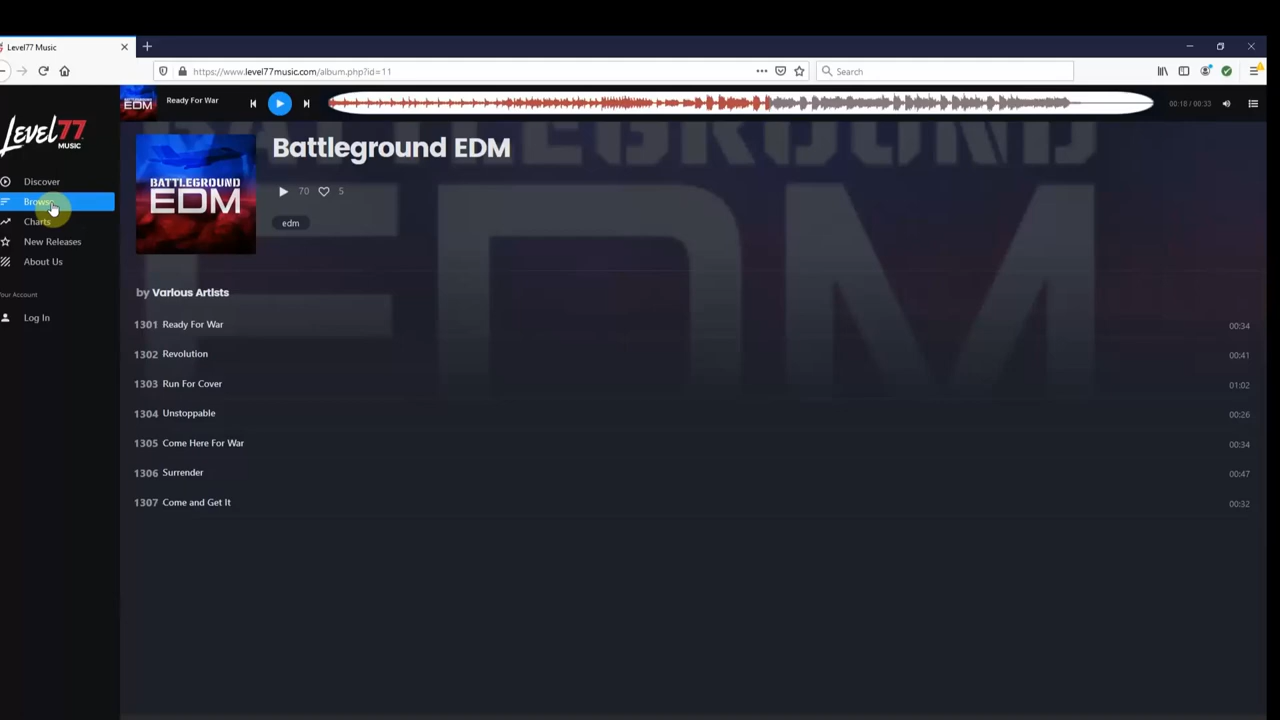 Level77 Music
https://www.level77music.com/album.php?id=11
Search
BATTLEGROUND
EDM
Ready For War
00:18 / 00:33
Level77
MUSIC
Discover
Browse
Charts
New Releases
About Us
Your Account
Log In
BATTLEGROUND
EDM
Battleground EDM
70
5
edm
BATTLEGROUND
EDM
by Various Artists
1301 Ready For War 00:34
1302 Revolution 00:41
1303 Run For Cover 01:02
1304 Unstoppable 00:26
1305 Come Here For War 00:34
1306 Surrender 00:47
1307 Come and Get It 00:32